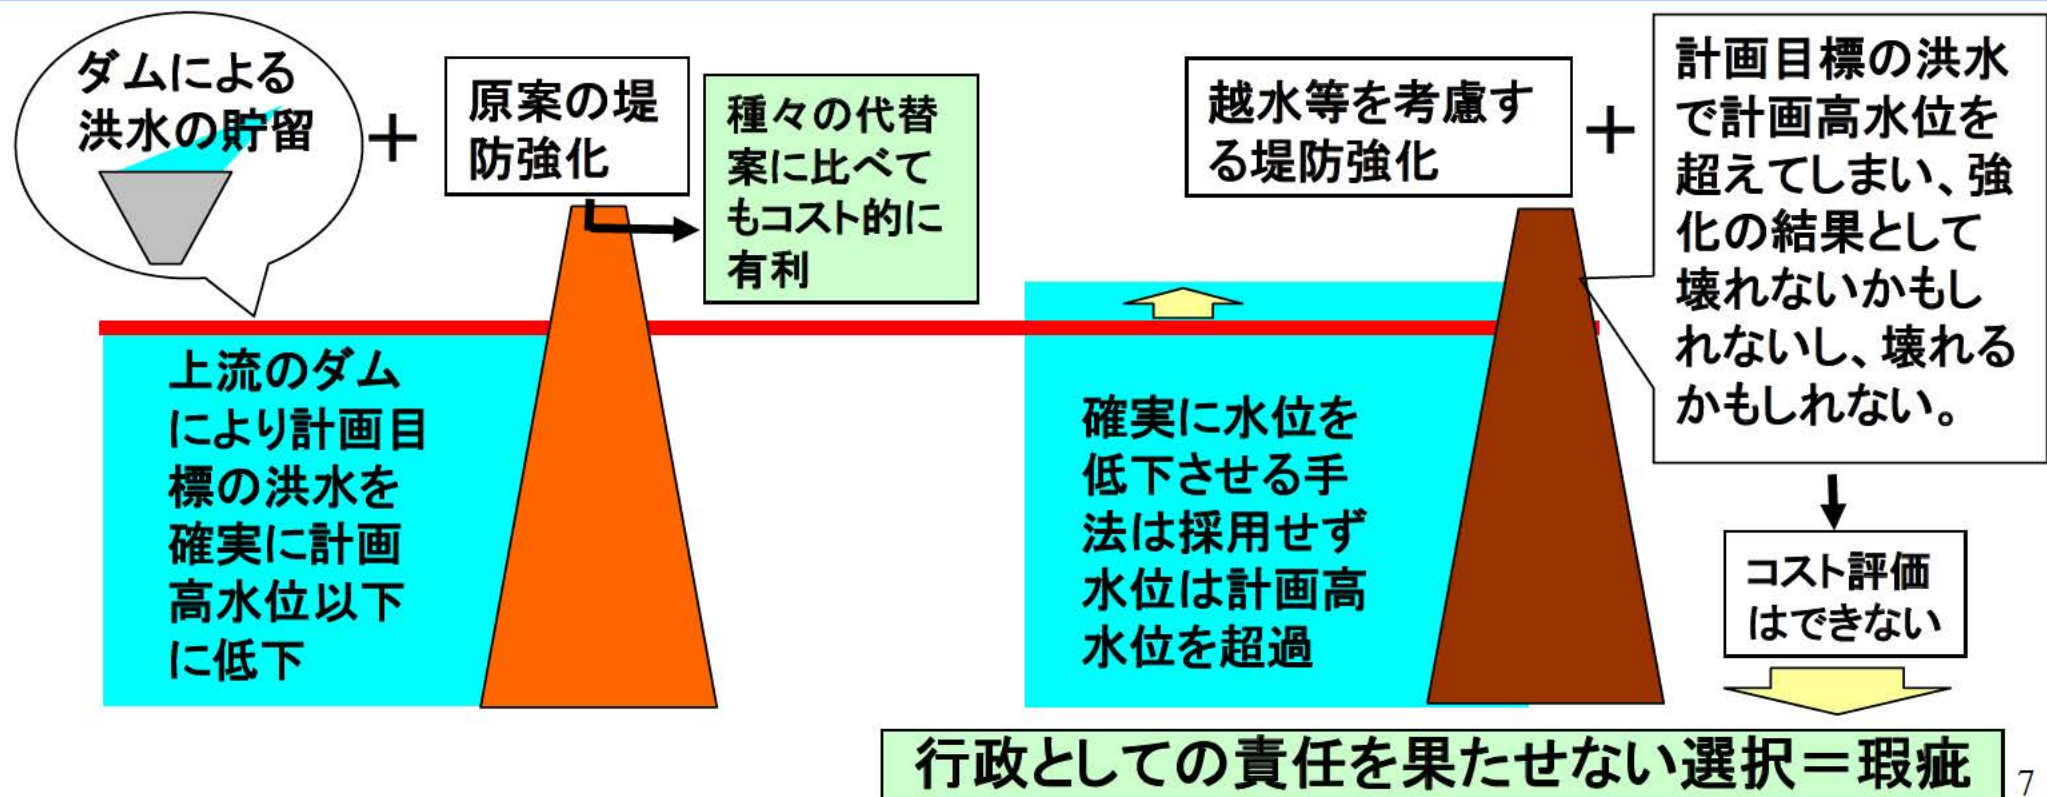 ダムによる
洪水の貯留
＋
原案の堤
防強化
種々の代替
案に比べて
もコスト的に
有利
上流のダム
により計画目
標の洪水を
確実に計画
高水位以下
に低下
越水等を考慮す
る堤防強化
＋
計画目標の洪水
で計画高水位を
超えてしまい、強
化の結果として
壊れないかもし
れないし、壊れる
かもしれない。
確実に水位を
低下させる手
法は採用せず
水位は計画高
水位を超過
コスト評価
はできない
行政としての責任を果たせない選択＝瑕疵
7